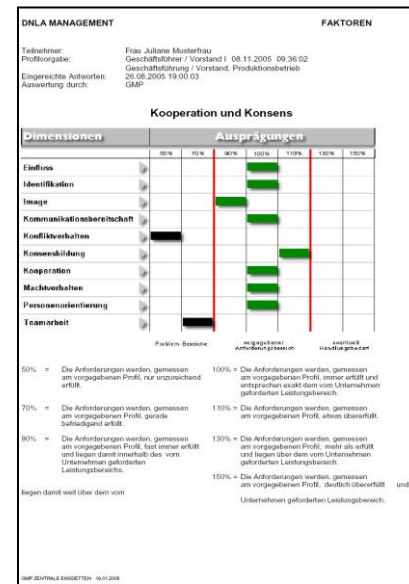 DNLA MANAGEMENT FAKTOREN
Teilnehmer: Frau Juliane Musterfrau
Profilvorgabe: Geschäftsführer / Vorstand I 08.11.2005 09:36:02
Geschäftsführung / Vorstand, Produktionsbetrieb
Eingereichte Antworten: 26.08.2005 19:00:03
Auswertung durch: GMP
Kooperation und Konsens
Dimensionen Ausprägungen
50% 70% 90% 100% 110% 130% 150%
Einfluss
Identifikation
Image
Kommunikationsbereitschaft
Konfliktverhalten
Konsensbildung
Kooperation
Machtverhalten
Personenorientierung
Teamarbeit
Problem- Bereiche vorgegebener eventuell
Anforderungsbereich Handlungsbedarf
50% = Die Anforderungen werden, gemessen
am vorgegebenen Profil, nur unzureichend
erfüllt.
70% = Die Anforderungen werden, gemessen
am vorgegebenen Profil, gerade
befriedigend erfüllt.
90% = Die Anforderungen werden, gemessen
am vorgegebenen Profil, fast immer erfüllt
und liegen damit innerhalb des vom
Unternehmen geforderten
Leistungsbereichs.
liegen damit weit über dem vom
100% = Die Anforderungen werden, gemessen
am vorgegebenen Profil, immer erfüllt und
entsprechen exakt dem vom Unternehmen
geforderten Leistungsbereich.
110% = Die Anforderungen werden, gemessen
am vorgegebenen Profil, etwas übererfüllt.
130% = Die Anforderungen werden, gemessen
am vorgegebenen Profil, mehr als erfüllt
und liegen über dem vom Unternehmen
geforderten Leistungsbereich.
150% = Die Anforderungen werden, gemessen
am vorgegebenen Profil, deutlich übererfüllt und
Unternehmen geforderten Leistungsbereich.
GMP ZENTRALE EMSDETTEN 16.01.2006